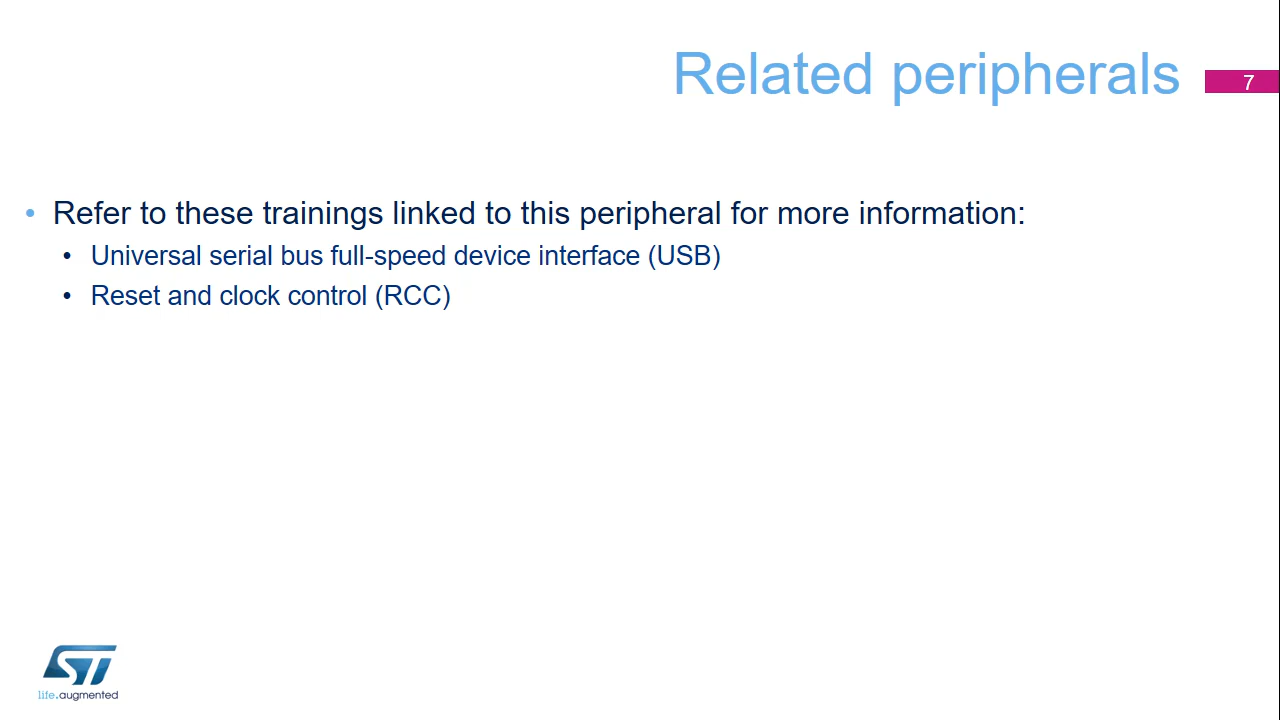 Related peripherals
7
• Refer to these trainings linked to this peripheral for more information:
• Universal serial bus full-speed device interface (USB)
• Reset and clock control (RCC)
ST
life.augmented